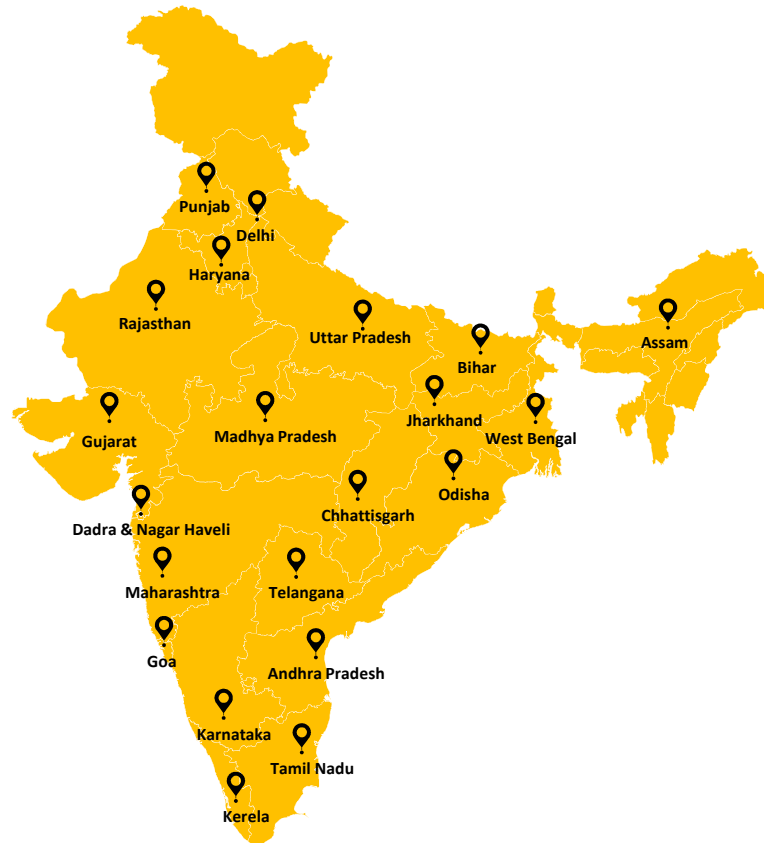 Punjab
Delhi
Haryana
Rajasthan
Uttar Pradesh
Assam
Bihar
Jharkhand
Gujarat
Madhya Pradesh
West Bengal
Odisha
Chhattisgarh
Dadra & Nagar Haveli
Maharashtra
Telangana
Goa
Andhra Pradesh
Karnataka
Tamil Nadu
Kerela